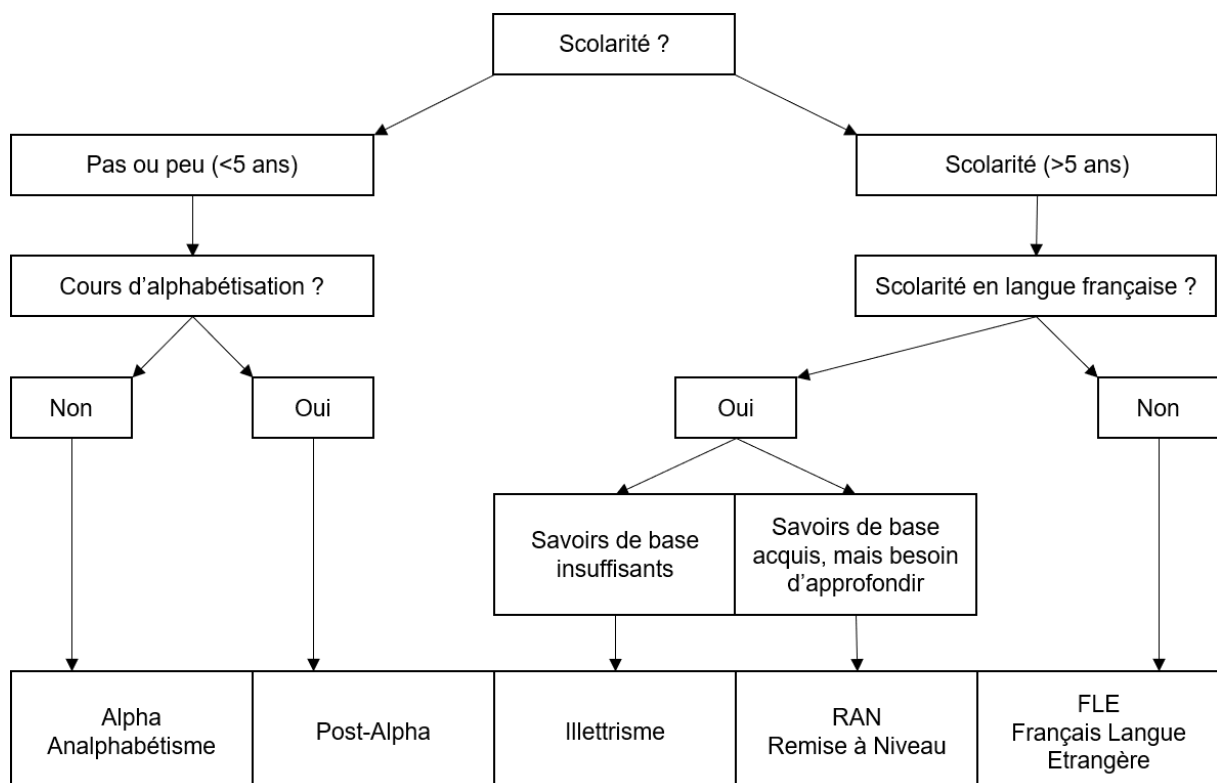 Scolarité ?
Pas ou peu (<5 ans)
Scolarité (>5 ans)
Cours d’alphabétisation ?
Scolarité en langue française ?
Non
Oui
Oui
Non
Savoirs de base
insuffisants
Savoirs de base
acquis, mais besoin
d’approfondir
Alpha
Analphabétisme
Post-Alpha
Illettrisme
RAN
Remise à Niveau
FLE
Français Langue
Etrangère